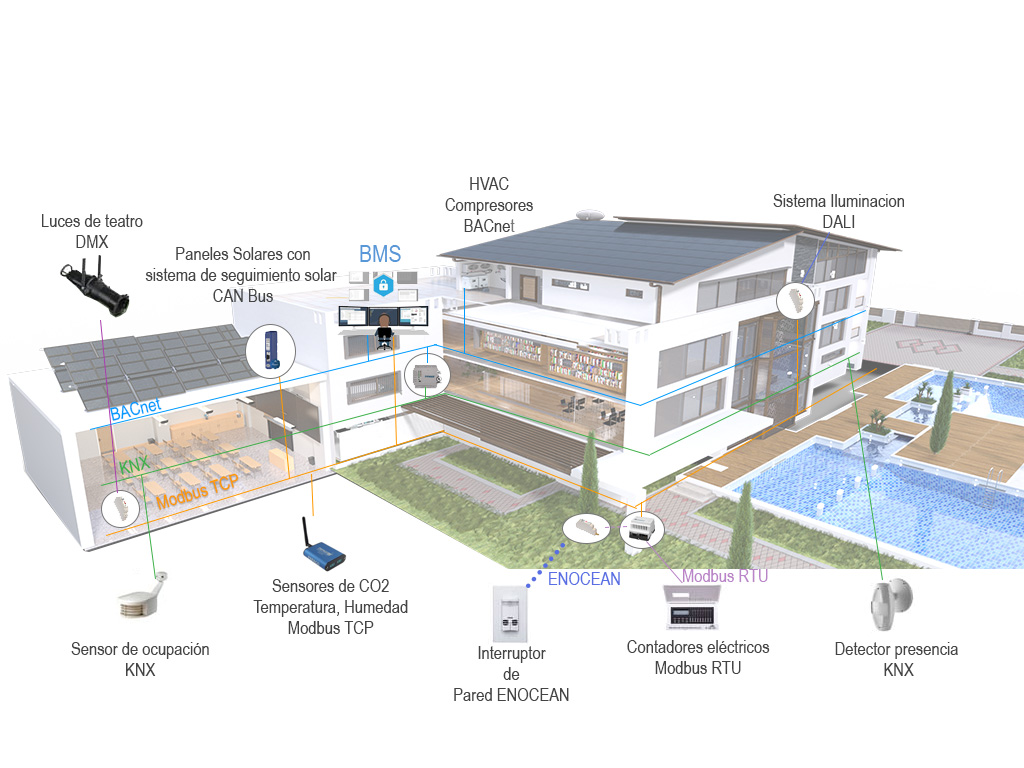 HVAC
Compresores
BACnet
Sistema Iluminacion
DALI
Luces de teatro
DMX
Paneles Solares con
sistema de seguimiento solar
CAN Bus
BMS
BACnet
KNX
Modbus TCP
ENOCEAN
Modbus RTU
Sensores de CO2
Temperatura, Humedad
Modbus TCP
Sensor de ocupación
KNX
Interruptor
de
Pared ENOCEAN
Contadores eléctricos
Modbus RTU
Detector presencia
KNX